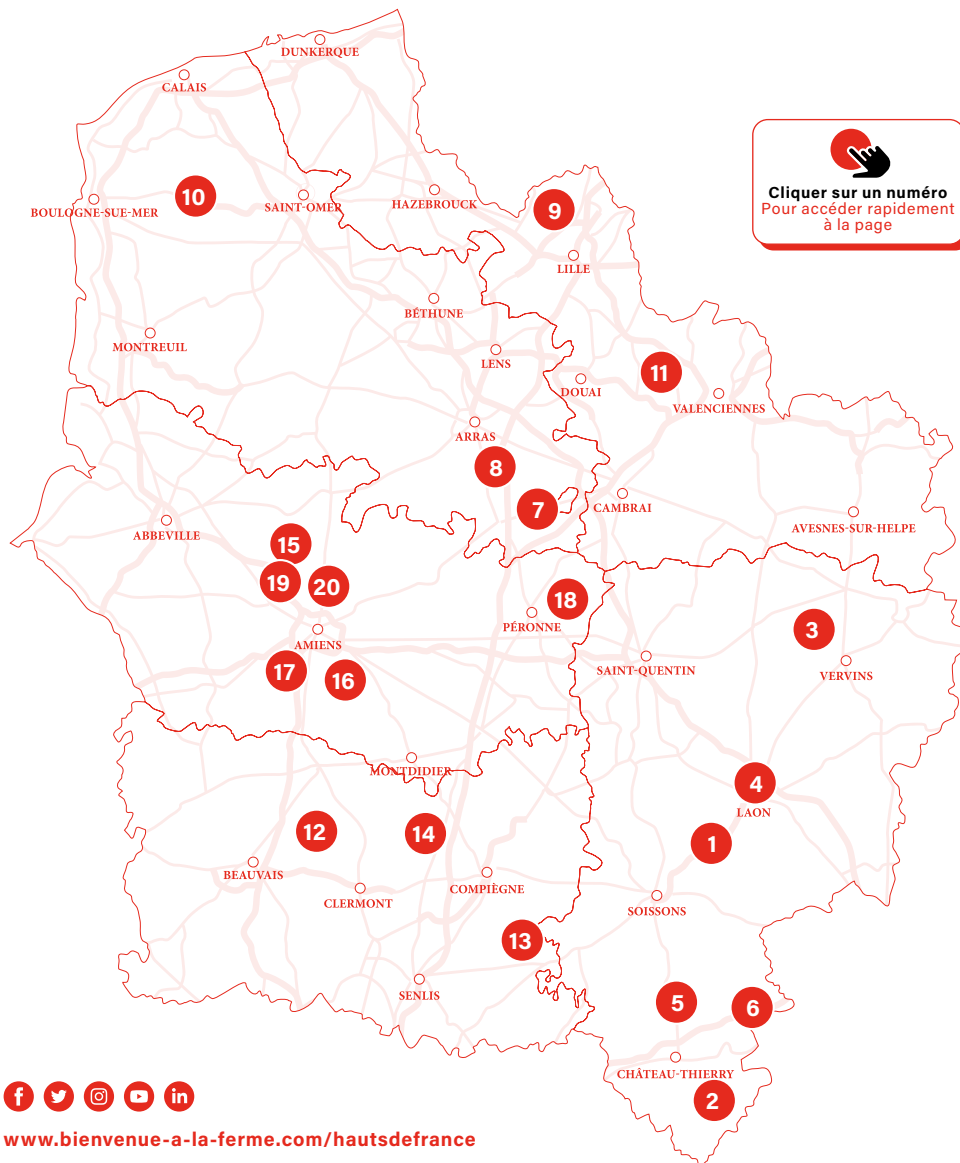 DUNKERQUE
CALAIS
10
BOULOGNE-SUE-MER
SAINT-OMER
HAZEBROUCK
9
LILLE
Cliquer sur un numéro
Pour accéder rapidement
à la page
BÉTHUNE
MONTREUIL
LENS
DOUAI
11
VALENCIENNES
ARRAS
8
7
CAMBRAI
AVESNES-SUR-HELPE
ABBEVILLE
15
19
20
18
PÉRONNE
3
AMIENS
17
16
SAINT-QUENTIN
VERVINS
MONTDIDIER
4
LAON
12
14
1
BEAUVAIS
CLERMONT
COMPIÈGNE
SOISSONS
13
SENLIS
5
6
CHÂTEAU-THIERRY
2
www.bienvenue-a-la-ferme.com/hautsdefrance